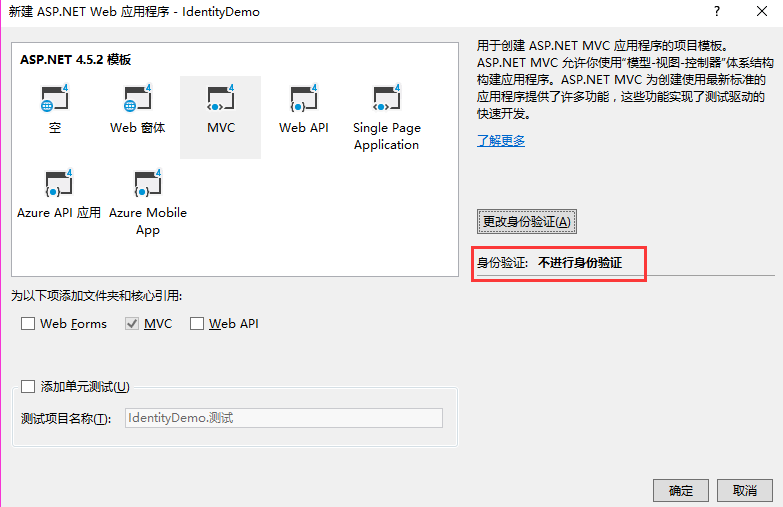 新建 ASP.NET Web 应用程序 - IdentityDemo
?
ASP.NET 4.5.2 模板
空
Web 窗体
MVC
Web API
Single Page
Application
Azure API 应用
Azure Mobile
App
用于创建 ASP.NET MVC 应用程序的项目模板。
ASP.NET MVC 允许你使用“模型-视图-控制器”体系结构
构建应用程序。ASP.NET MVC 为创建使用最新标准的
应用程序提供了许多功能，这些功能实现了测试驱动的
快速开发。
了解更多
更改身份验证(A)
身份验证: 不进行身份验证
为以下项添加文件夹和核心引用:
Web Forms
MVC
Web API
添加单元测试(U)
测试项目名称(T):
IdentityDemo.测试
确定
取消